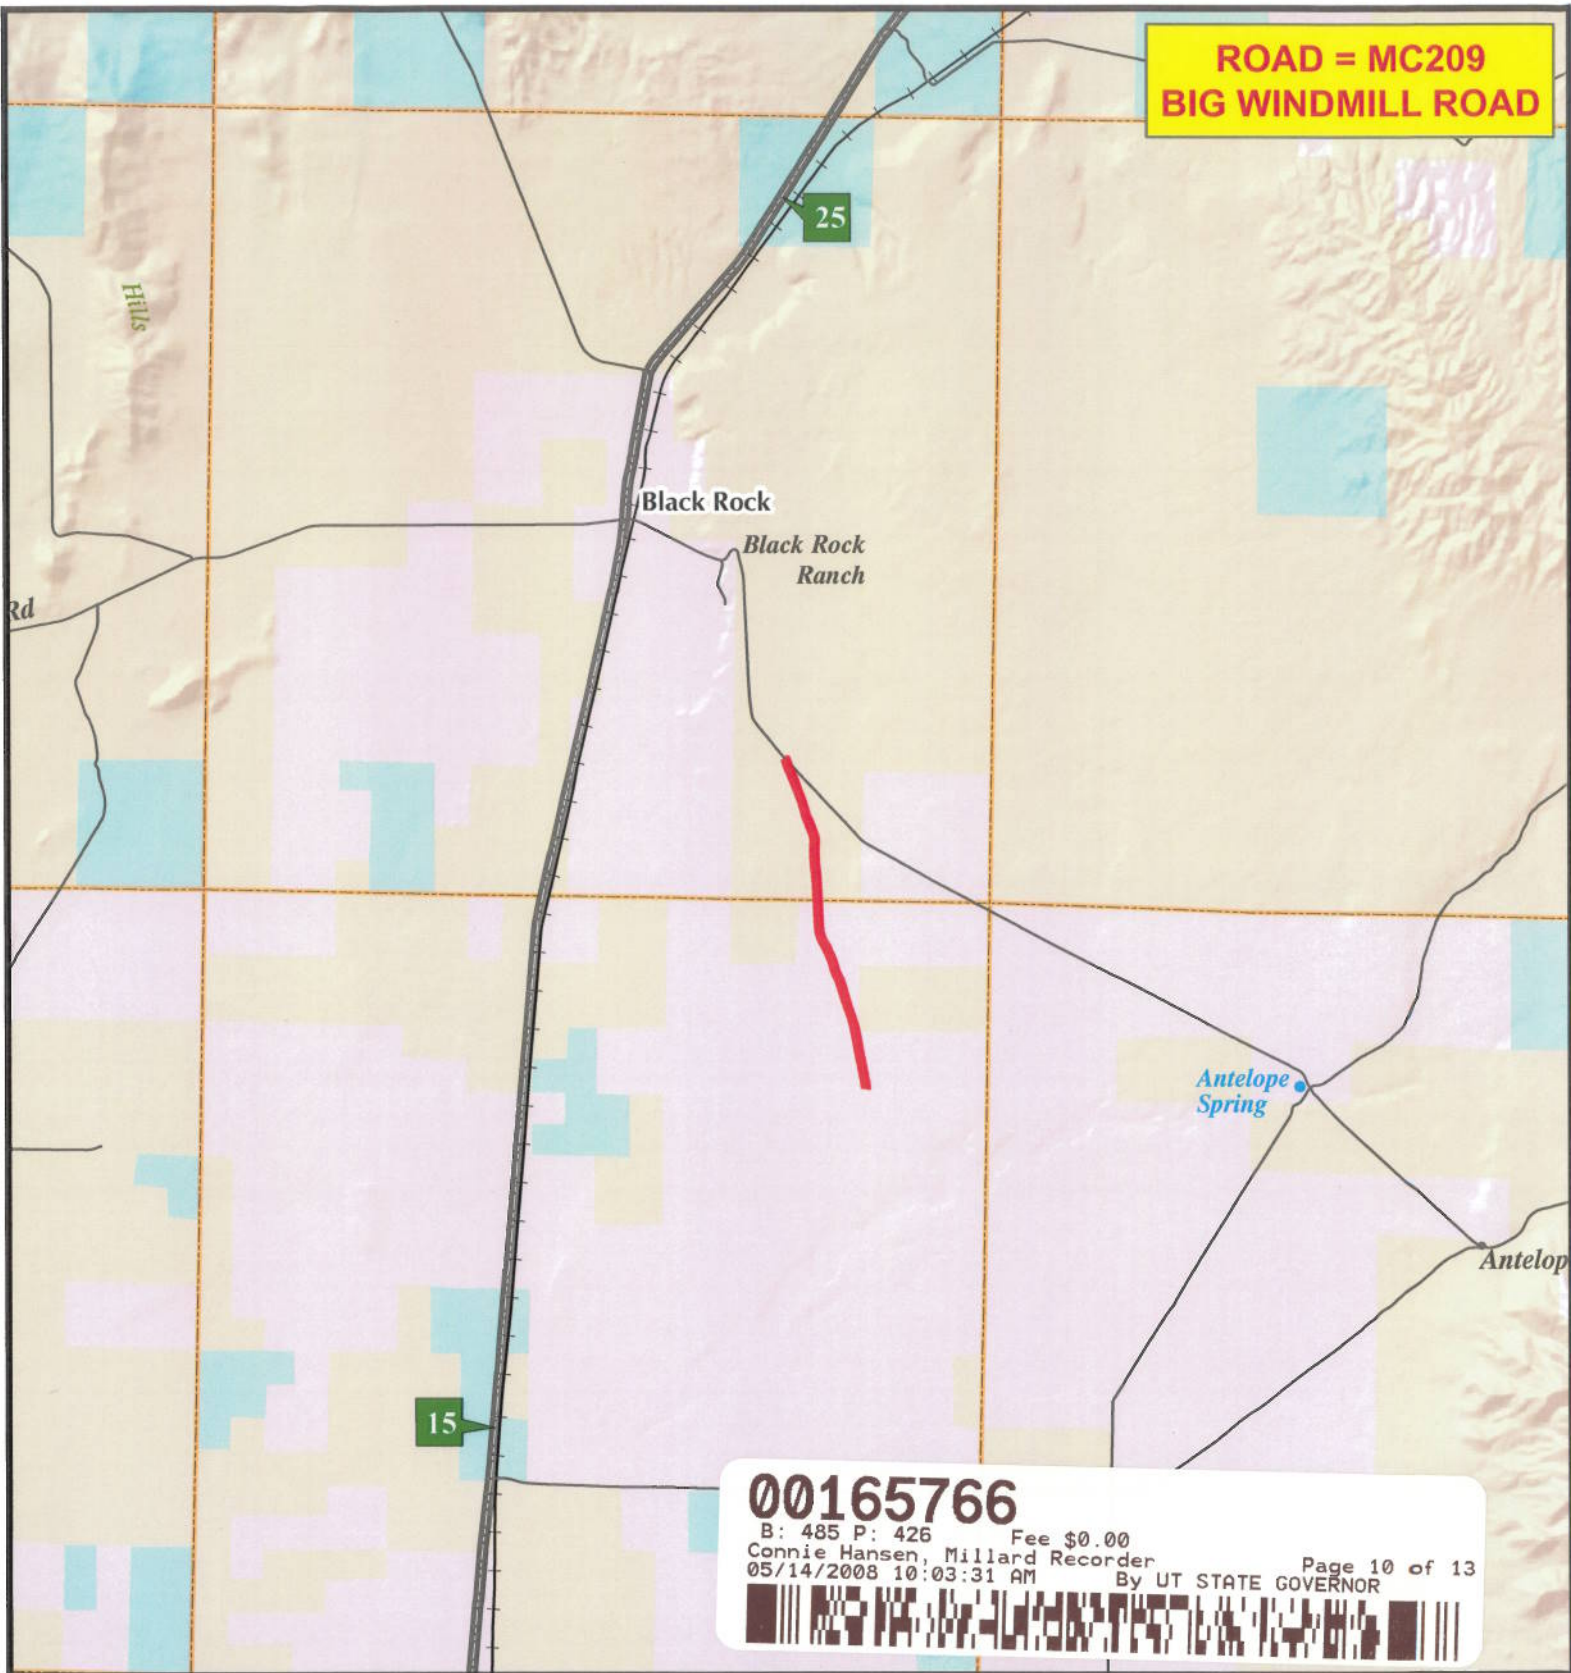 ROAD = MC209
BIG WINDMILL ROAD
25
Hills
Black Rock
Black Rock
Ranch
Rd
Antelope
Spring
Antelop
15
00165766
B: 485 P: 426 Fee $0.00
Connie Hansen, Millard Recorder Page 10 of 13
05/14/2008 10:03:31 AM By UT STATE GOVERNOR